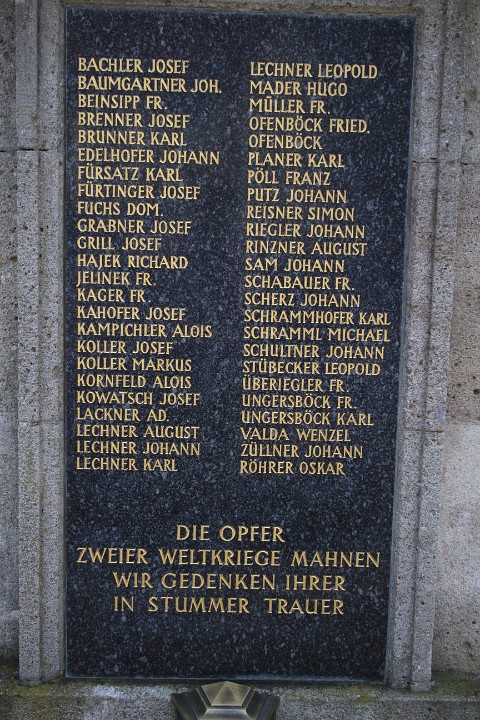 BACHLER JOSEF
BAUMGARTNER JOH.
BEINSIPP FR.
BRENNER JOSEF
BRUNNER KARL
EDELHOFER JOHANN
FÜRSATZ KARL
FÜRTINGER JOSEF
FUCHS DOM.
GRABNER JOSEF
GRILL JOSEF
HAJEK RICHARD
JELINEK FR.
KAGER FR.
KAHOFER JOSEF
KAMPICHLER ALOIS
KOLLER JOSEF
KOLLER MARKUS
KORNFELD ALOIS
KOWATSCH JOSEF
LACKNER AD.
LECHNER AUGUST
LECHNER JOHANN
LECHNER KARL
LECHNER LEOPOLD
MADER HUGO
MÜLLER FR.
OFENBÖCK FRIED.
OFENBÖCK
PLANER KARL
PÖLL FRANZ
PUTZ JOHANN
REISNER SIMON
RIEGLER JOHANN
RINZNER AUGUST
SAM JOHANN
SCHABAUER FR.
SCHERZ JOHANN
SCHRAMMHOFER KARL
SCHRAMML MICHAEL
SCHULTNER JOHANN
STÜBECKER LEOPOLD
ÜBERIEGLER FR.
UNGERSBÖCK FR.
UNGERSBÖCK KARL
VALDA WENZEL
ZÜLLNER JOHANN
RÖHRER OSKAR
DIE OPFER
ZWEIER WELTKRIEGE MAHNEN
WIR GEDENKEN IHRER
IN STUMMER TRAUER